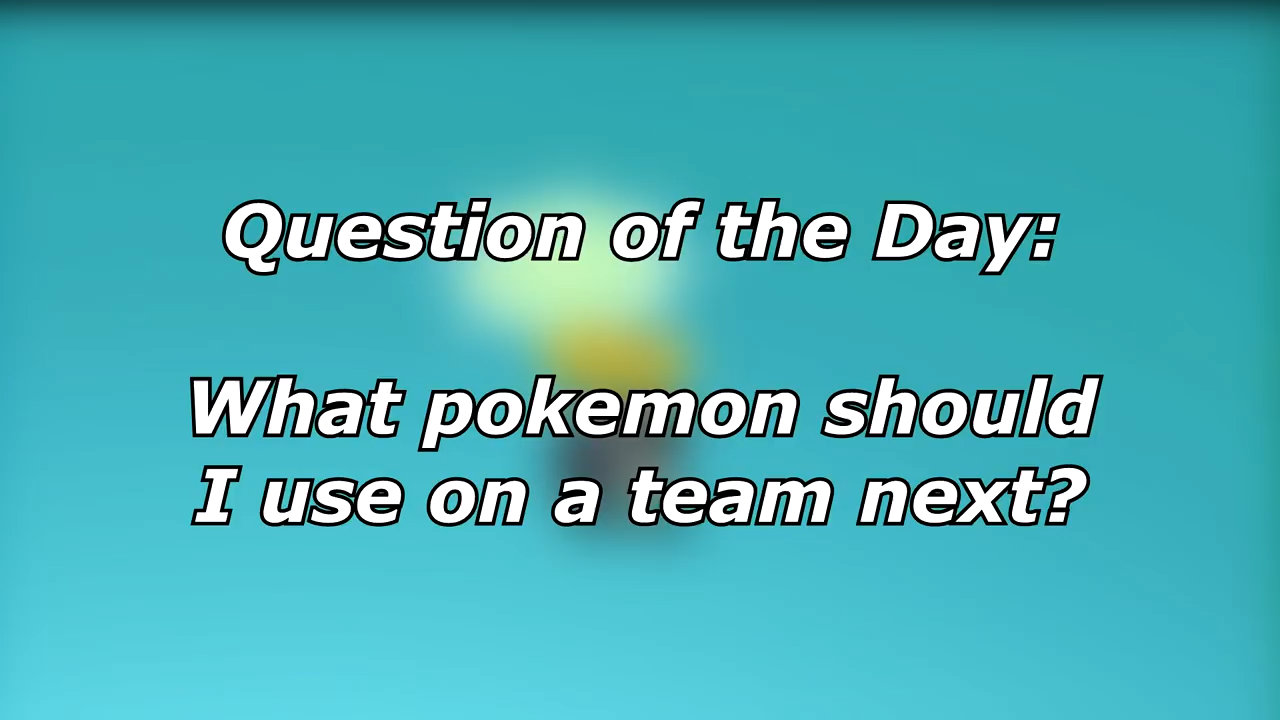 Question of the Day:
What pokemon should
I use on a team next?